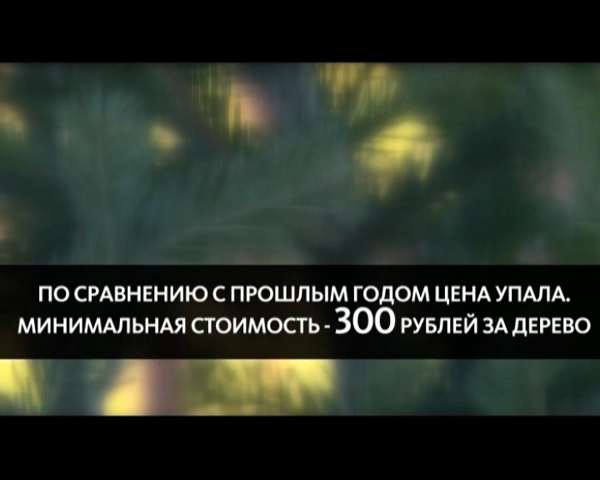 ПО СРАВНЕНИЮ С ПРОШЛЫМ ГОДОМ ЦЕНА УПАЛА.
МИНИМАЛЬНАЯ СТОИМОСТЬ - 300 РУБЛЕЙ ЗА ДЕРЕВО